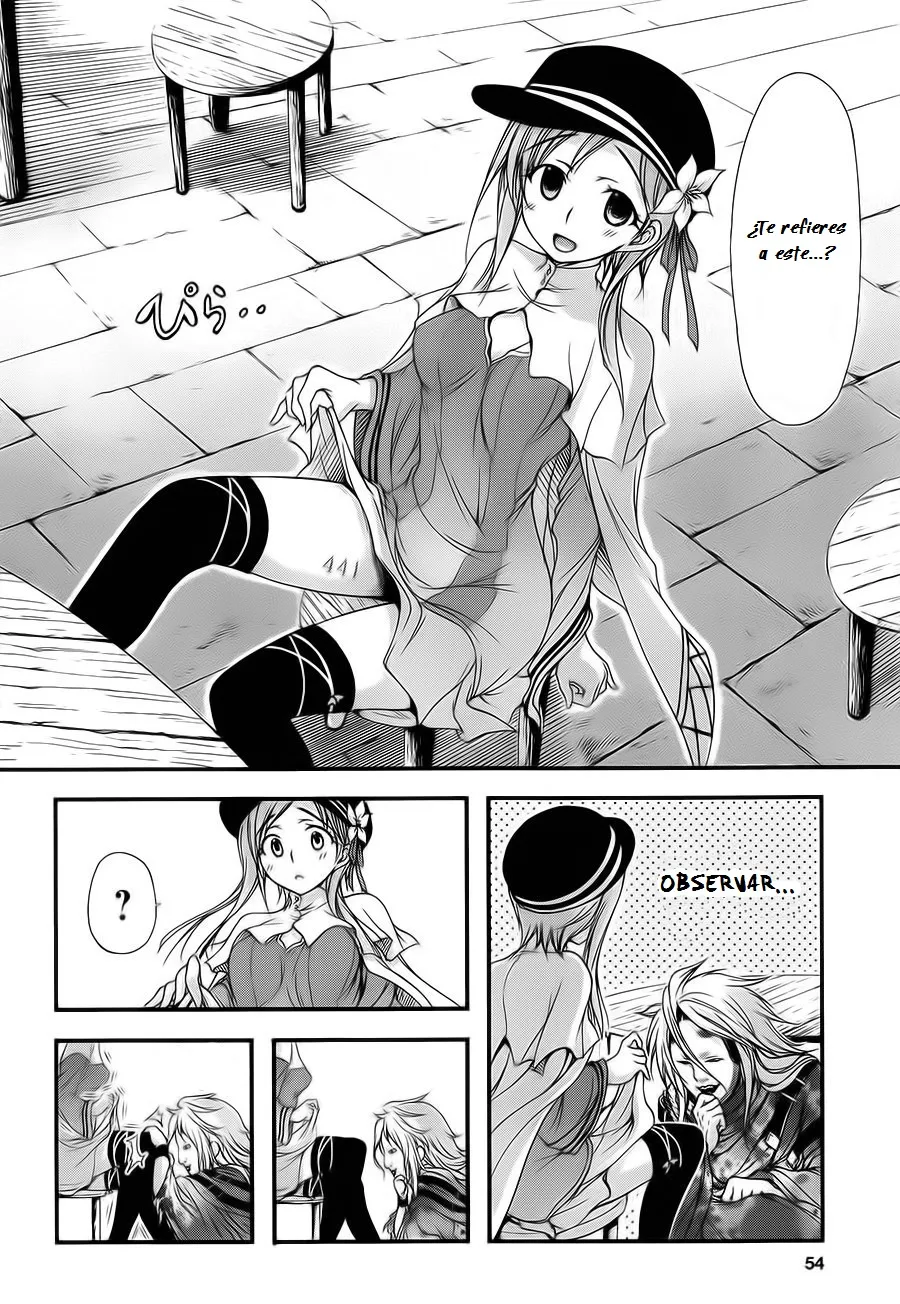 ¿Te refieres
a este...?
ぴら・・
OBSERVAR...
?
54